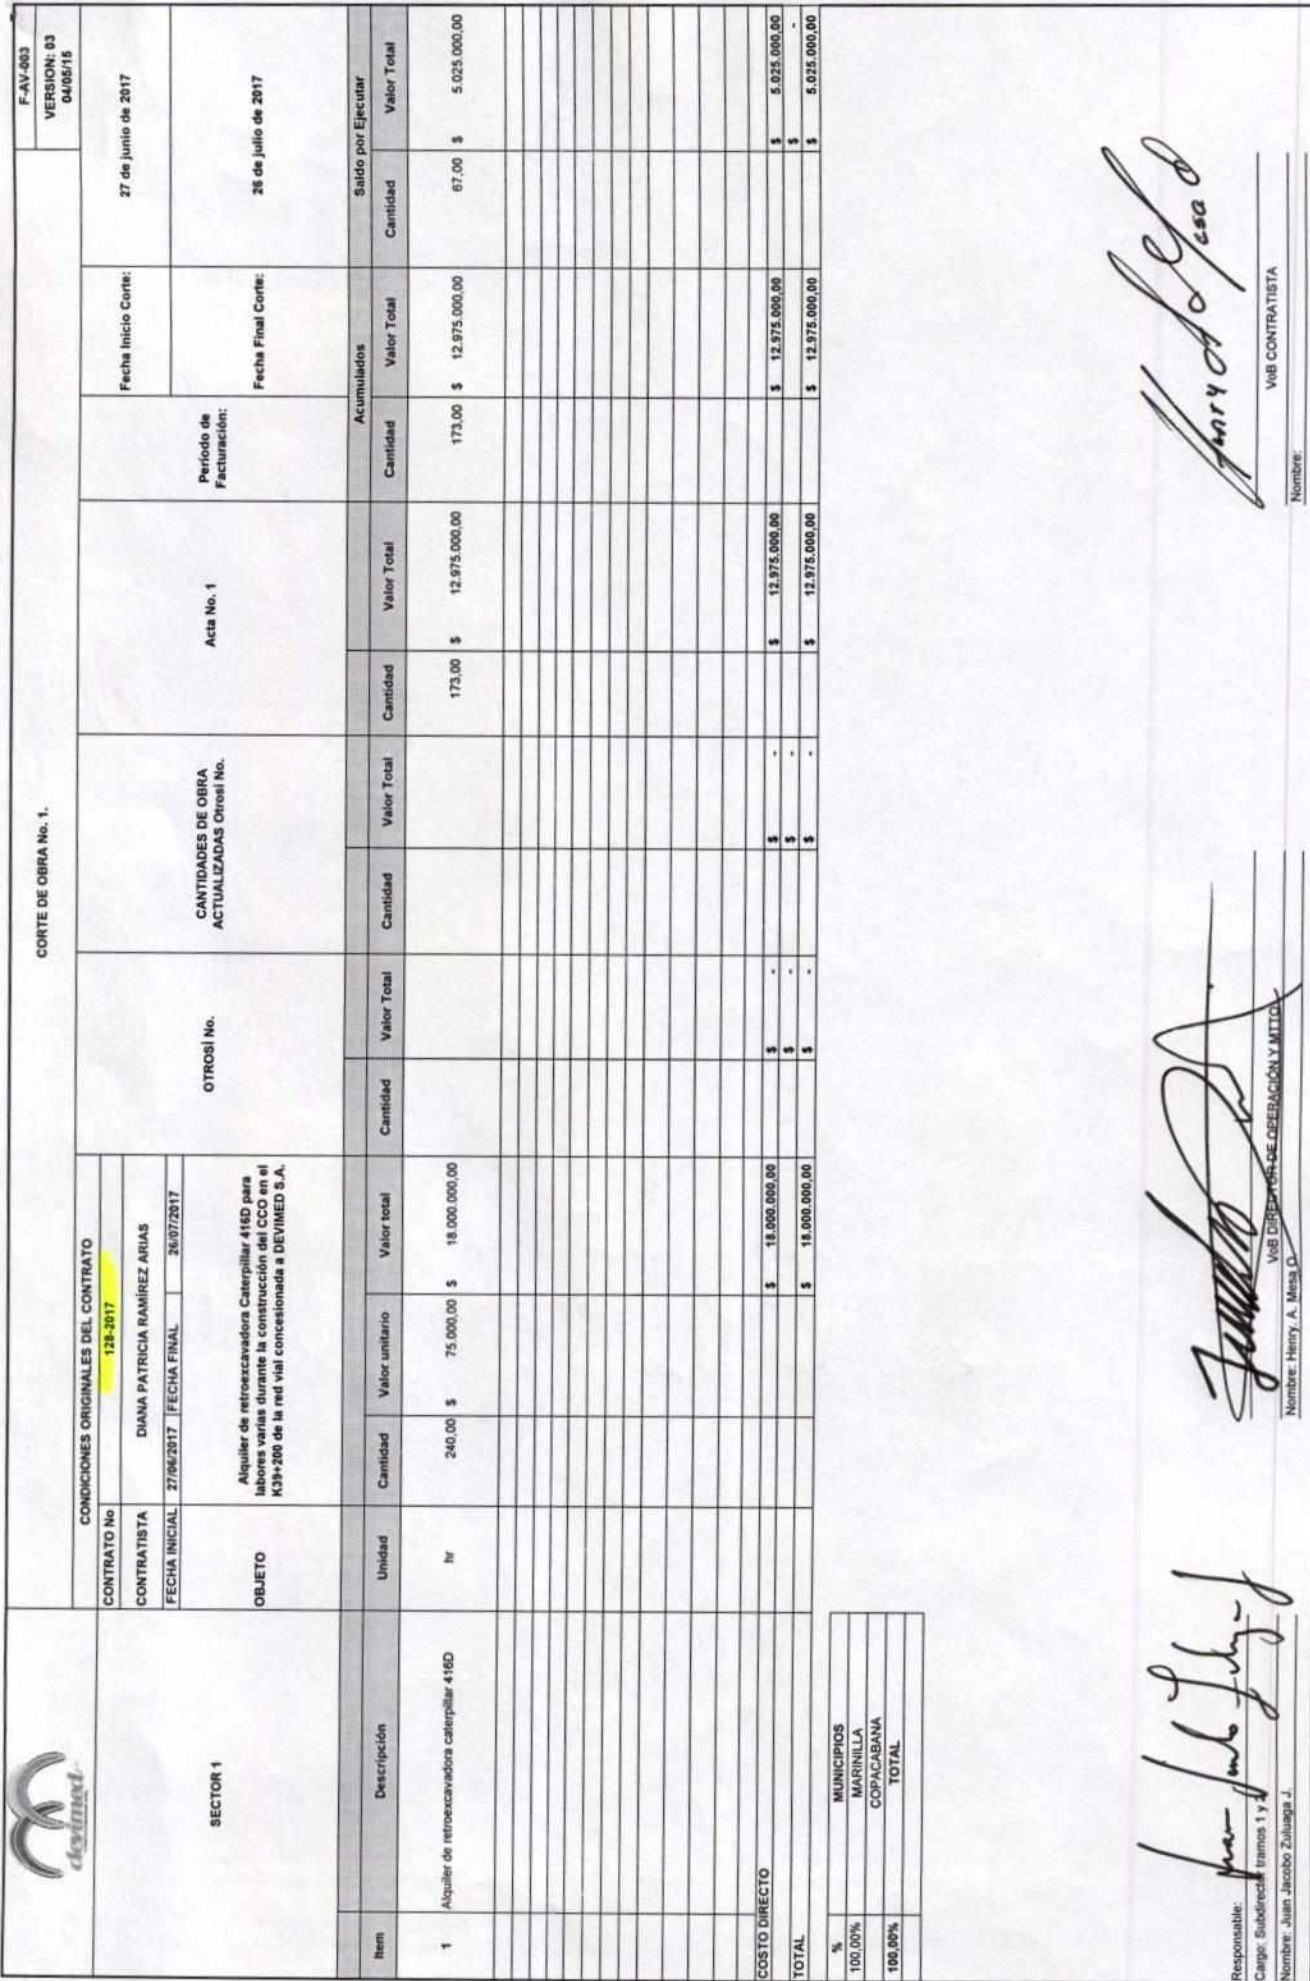 devimed
CORTE DE OBRA No. 1.
F-AV-003
VERSION: 03
04/05/15
SECTOR 1
CONDICIONES ORIGINALES DEL CONTRATO
CONTRATO No 128-2017
CONTRATISTA DIANA PATRICIA RAMÍREZ ARIAS
FECHA INICIAL 27/06/2017 FECHA FINAL 26/07/2017
OBJETO Alquiler de retroexcavadora Caterpillar 416D para
labores varias durante la construcción del CCO en el
K39+200 de la red vial concesionada a DEVIMED S.A.
OTROSÍ No.
CANTIDADES DE OBRA
ACTUALIZADAS Otrosí No.
Acta No. 1
Periodo de
Facturación:
Fecha Inicio Corte: 27 de junio de 2017
Fecha Final Corte: 26 de julio de 2017
Acumulados Saldo por Ejecutar
Item Descripción Unidad Cantidad Valor unitario Valor total Cantidad Valor Total Cantidad Valor Total Cantidad Valor Total Cantidad Valor Total Cantidad Valor Total
1 Alquiler de retroexcavadora caterpillar 416D hr 240,00 $ 75.000,00 $ 18.000.000,00 173,00 $ 12.975.000,00 173,00 $ 12.975.000,00 67,00 $ 5.025.000,00
COSTO DIRECTO $ 18.000.000,00 $ - $ - $ 12.975.000,00 $ 12.975.000,00 $ 5.025.000,00
$ - $ - $ -
TOTAL $ 18.000.000,00 $ - $ - $ 12.975.000,00 $ 12.975.000,00 $ 5.025.000,00
% MUNICIPIOS
100,00% MARINILLA
COPACABANA
100,00% TOTAL
Responsable:
Cargo: Subdirector tramos 1 y 2
Nombre: Juan Jacobo Zuluaga J.
VoB DIRECTOR DE OPERACIÓN Y MTTO
Nombre: Henry. A. Mesa G.
VoB CONTRATISTA
Nombre: